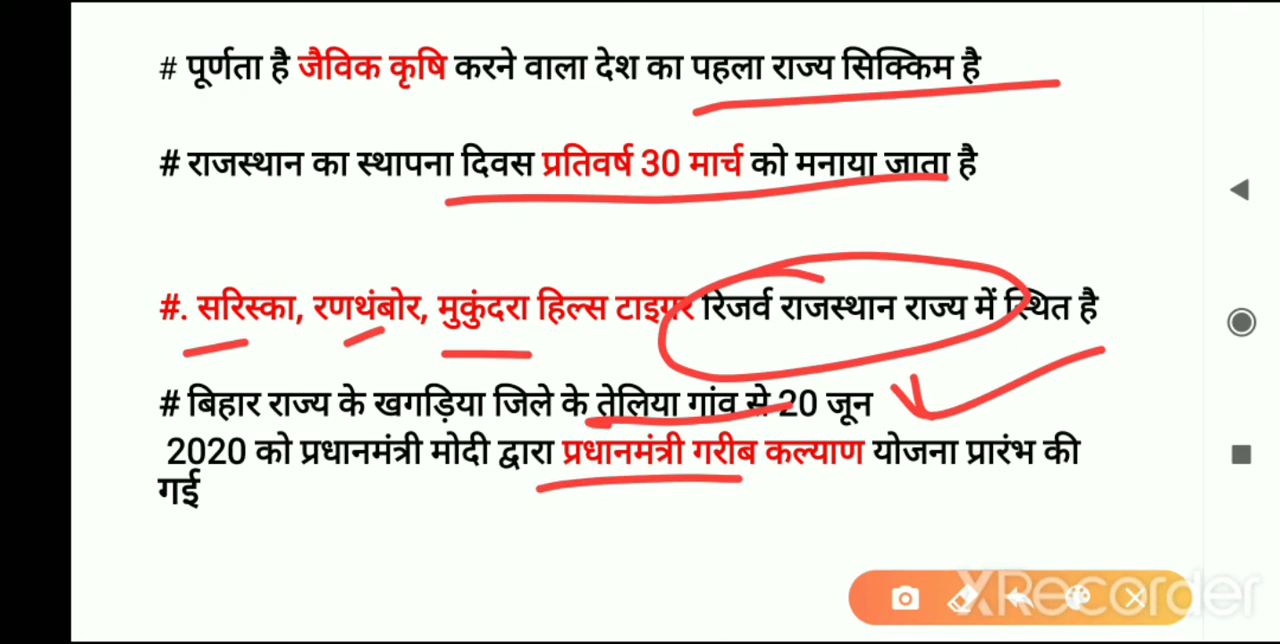 # पूर्णता है जैविक कृषि करने वाला देश का पहला राज्य सिक्किम है
# राजस्थान का स्थापना दिवस प्रतिवर्ष 30 मार्च को मनाया जाता है
#. सरिस्का, रणथंबोर, मुकुंदरा हिल्स टाइगर रिजर्व राजस्थान राज्य में स्थित है
# बिहार राज्य के खगड़िया जिले के तेलिया गांव से 20 जून
2020 को प्रधानमंत्री मोदी द्वारा प्रधानमंत्री गरीब कल्याण योजना प्रारंभ की
गई
XRecorder